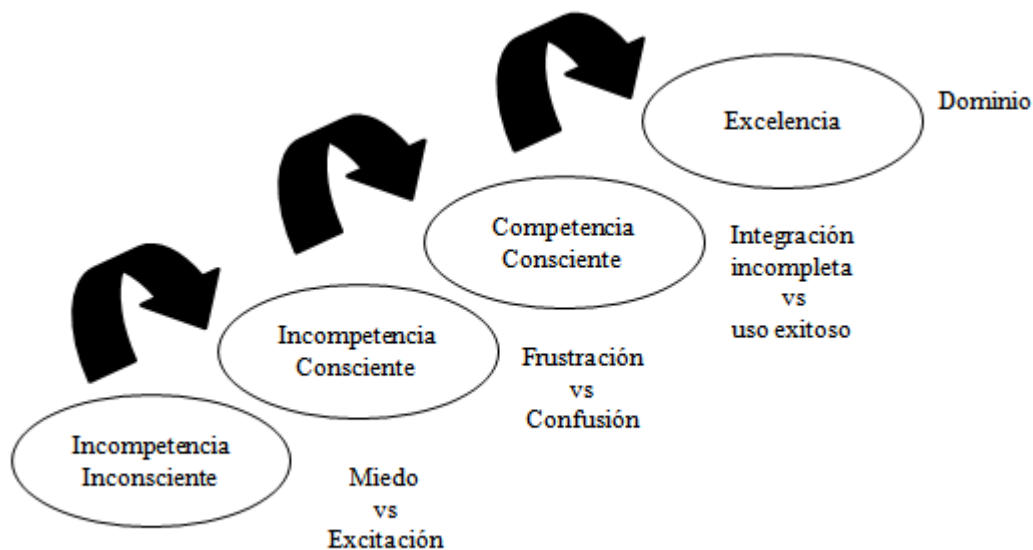 Incompetencia
Inconsciente
Miedo
vs
Excitación
Incompetencia
Consciente
Frustración
vs
Confusión
Competencia
Consciente
Integración
incompleta
vs
uso exitoso
Excelencia
Dominio